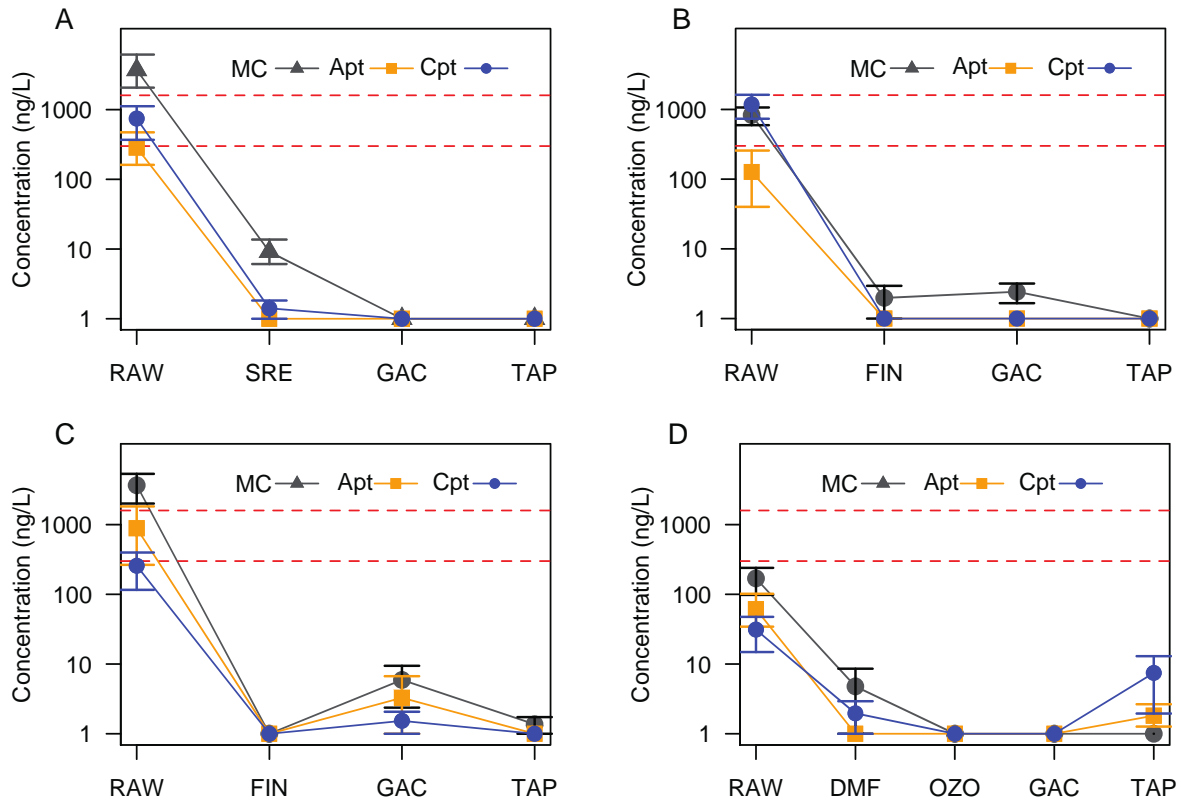 A
Concentration (ng/L)
MC Apt Cpt
1000
100
10
1
RAW SRE GAC TAP
B
Concentration (ng/L)
MC Apt Cpt
1000
100
10
1
RAW FIN GAC TAP
C
Concentration (ng/L)
MC Apt Cpt
1000
100
10
1
RAW FIN GAC TAP
D
Concentration (ng/L)
MC Apt Cpt
1000
100
10
1
RAW DMF OZO GAC TAP